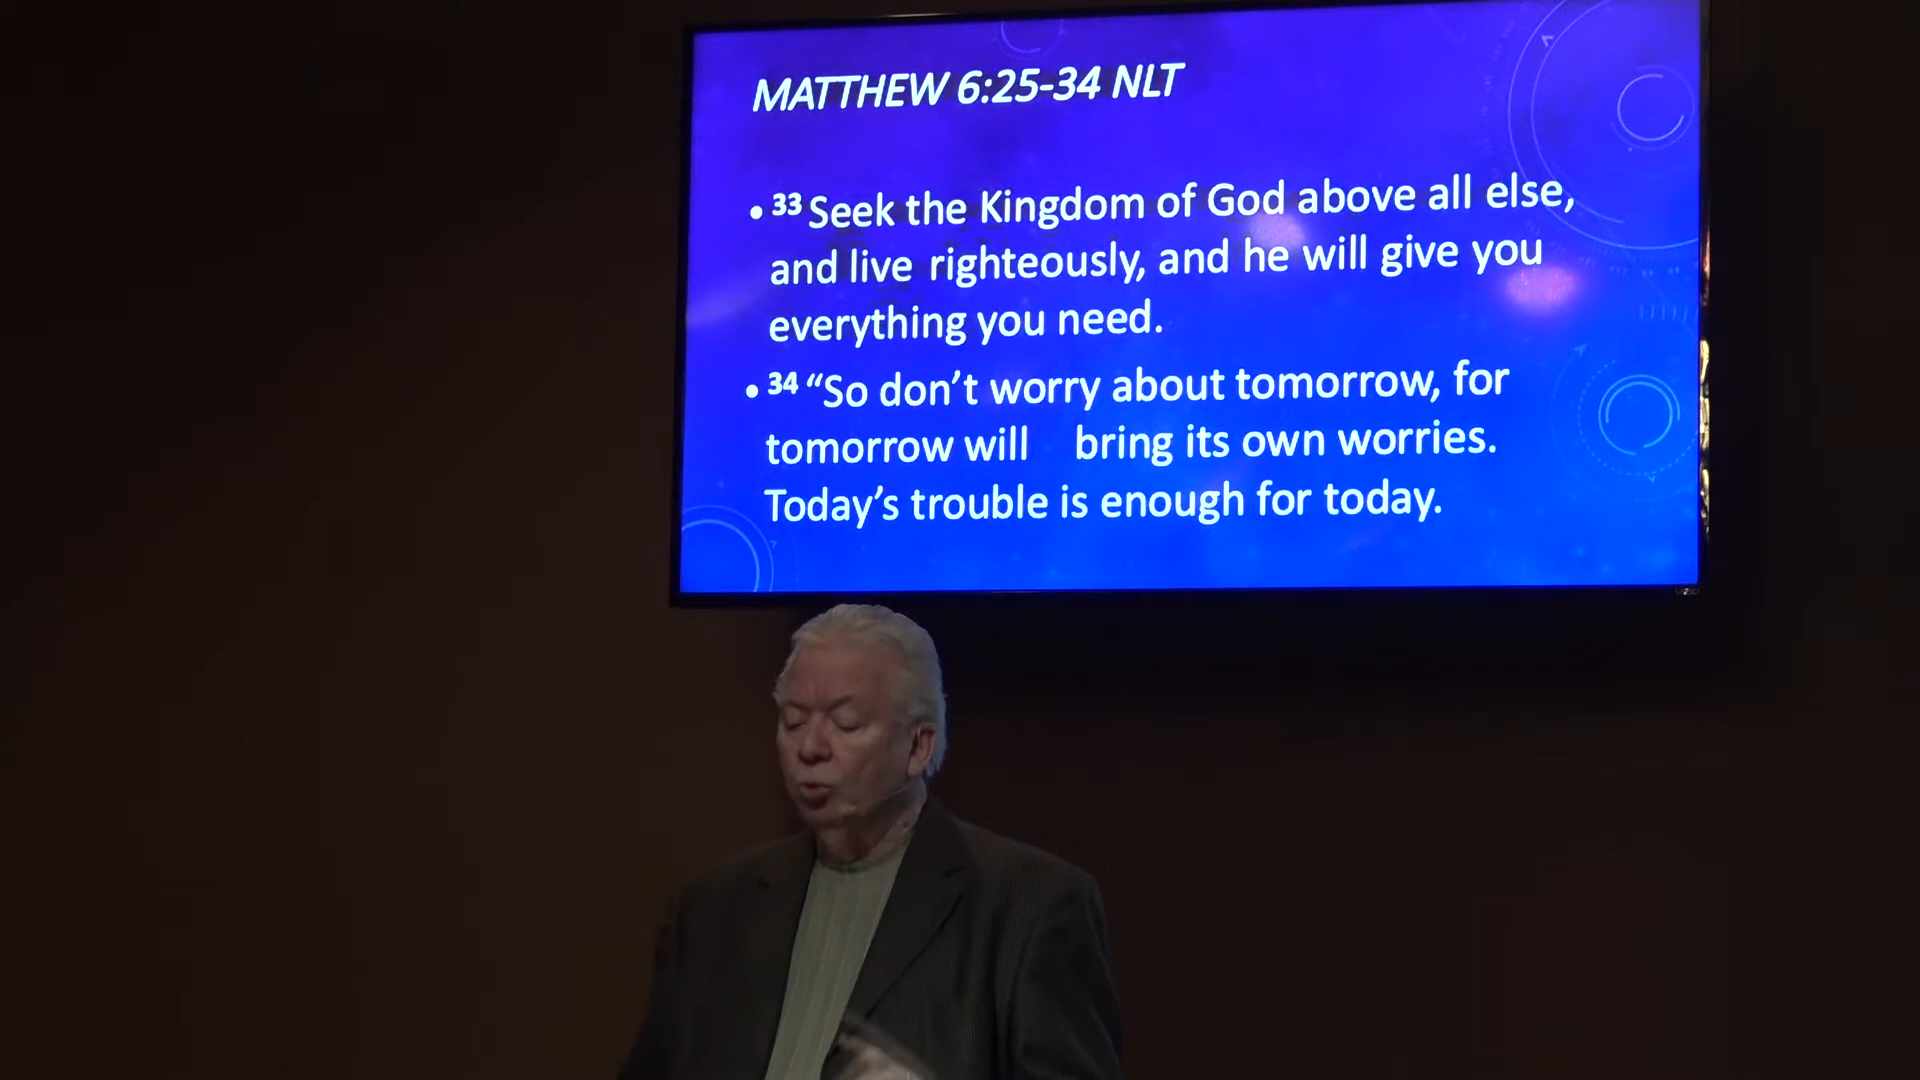 MATTHEW 6:25-34 NLT
• 33 Seek the Kingdom of God above all else,
and live righteously, and he will give you
everything you need.
• 34 “So don’t worry about tomorrow, for
tomorrow will bring its own worries.
Today’s trouble is enough for today.